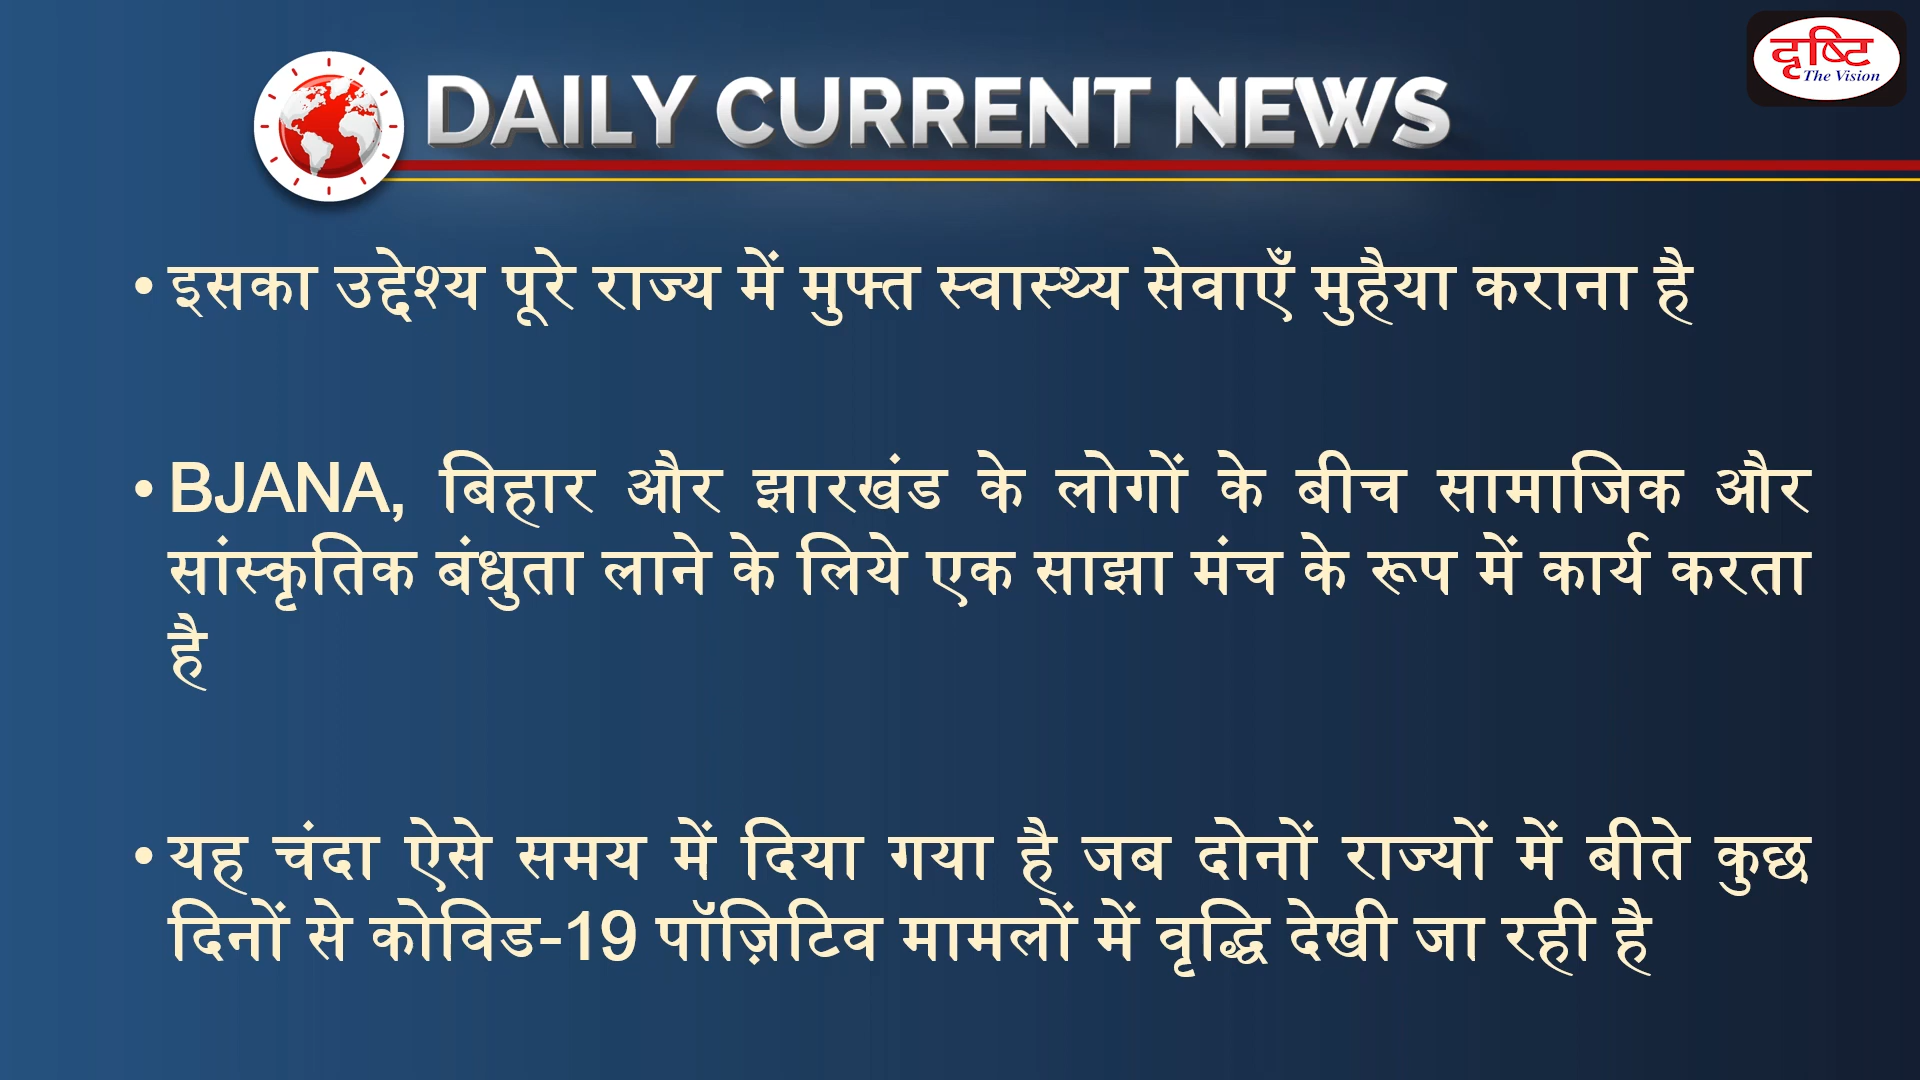 दृष्टि
The Vision
DAILY CURRENT NEWS
• इसका उद्देश्य पूरे राज्य में मुफ्त स्वास्थ्य सेवाएँ मुहैया कराना है
• BJANA, बिहार और झारखंड के लोगों के बीच सामाजिक और
सांस्कृतिक बंधुता लाने के लिये एक साझा मंच के रूप में कार्य करता
है
• यह चंदा ऐसे समय में दिया गया है जब दोनों राज्यों में बीते कुछ
दिनों से कोविड-19 पॉज़िटिव मामलों में वृद्धि देखी जा रही है